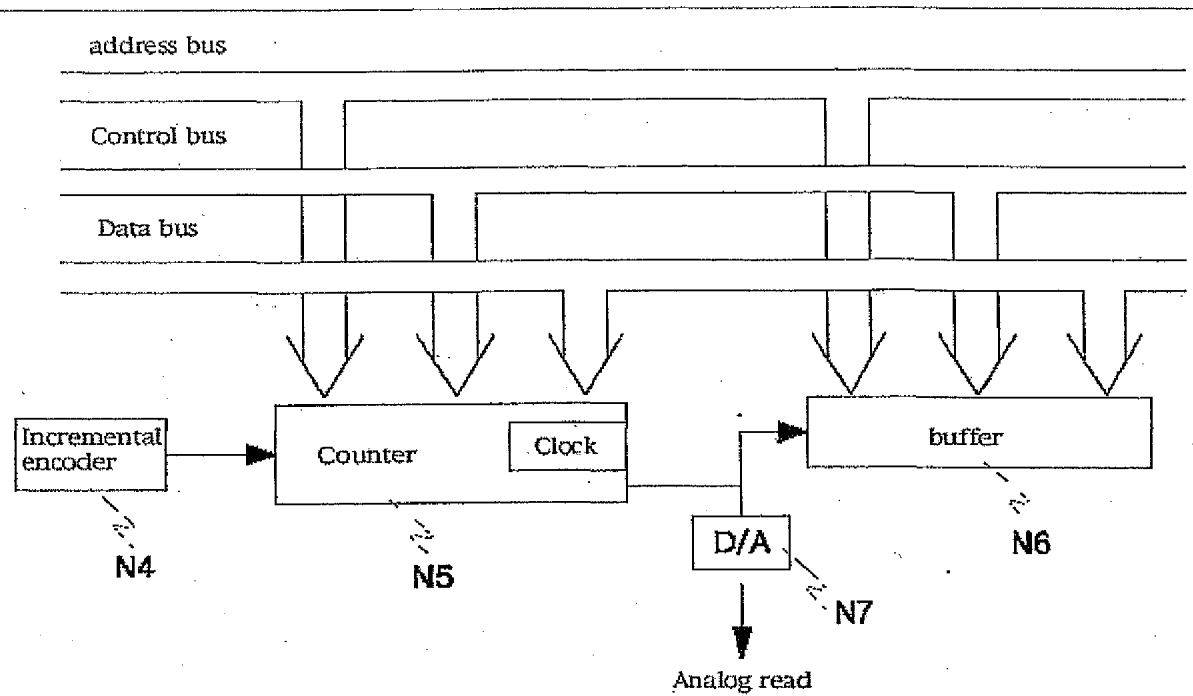 address bus
Control bus
Data bus
Incremental
encoder
Counter
Clock
buffer
D/A
N4
N5
N6
N7
Analog read